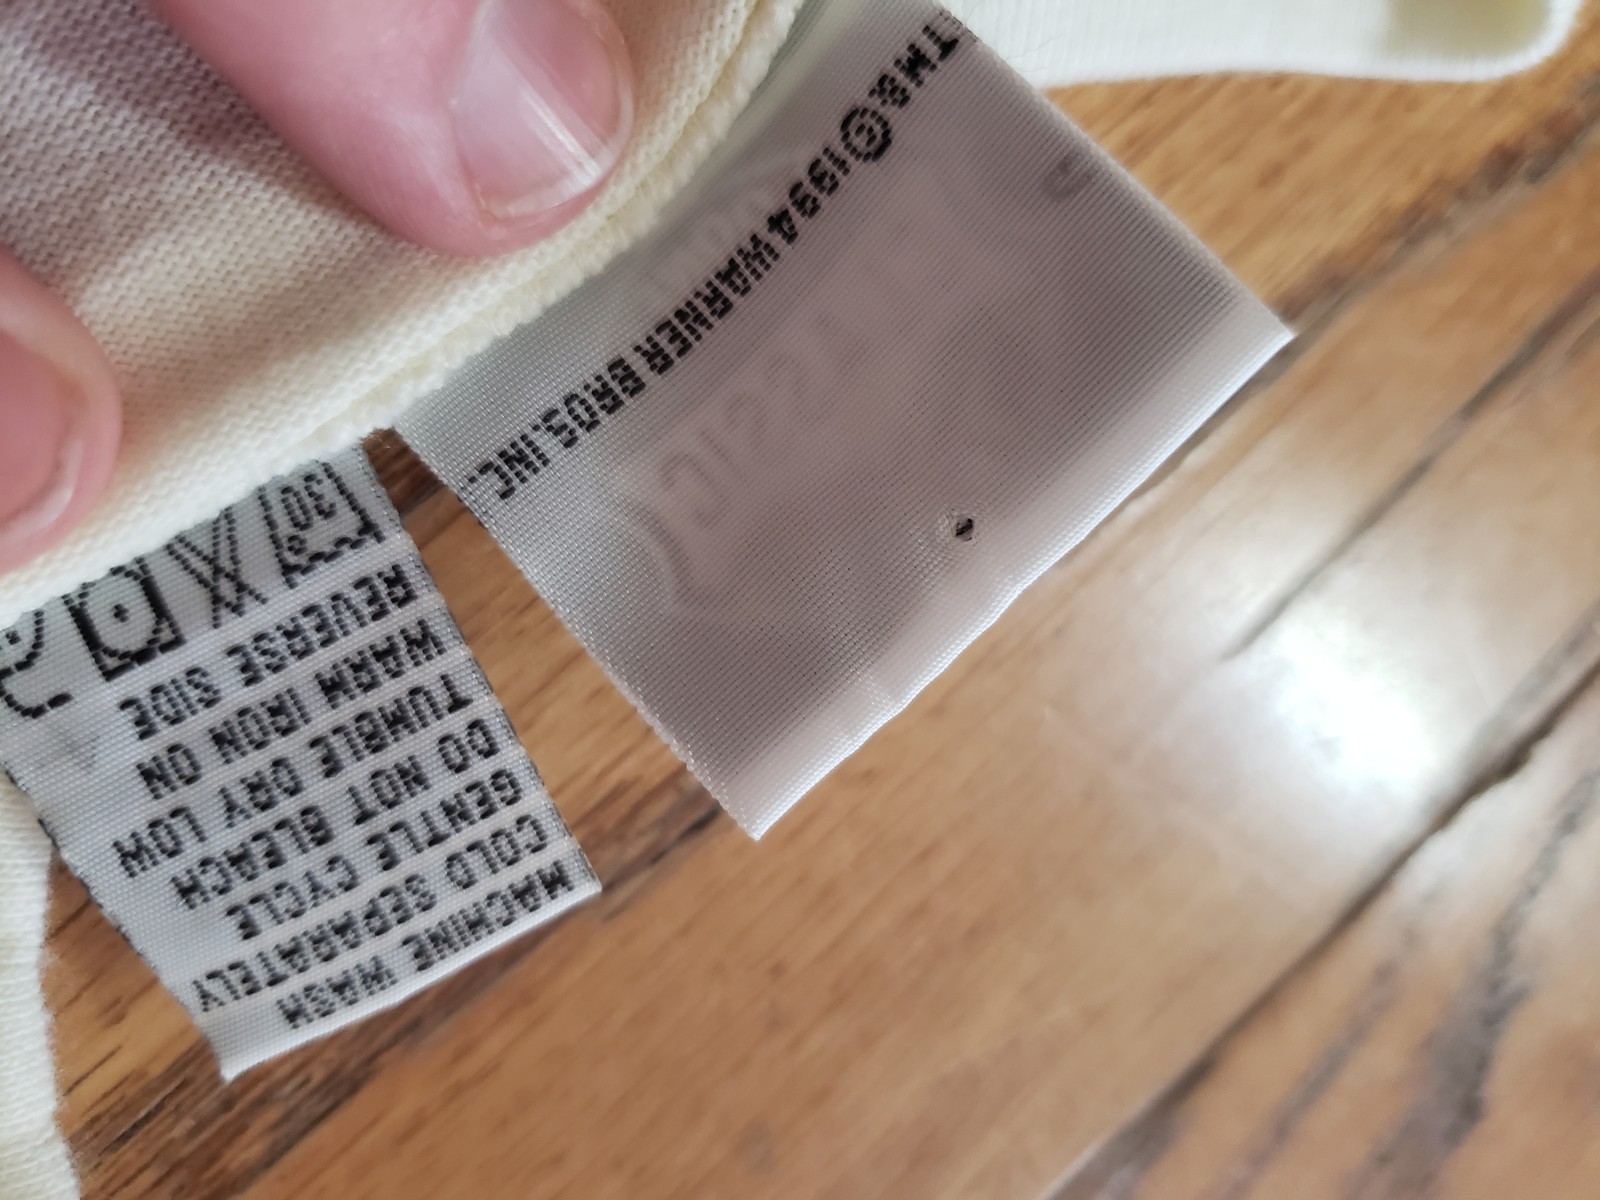 TM & © 1994 WARNER BROS. INC.
MACHINE WASH
COLD SEPARATELY
GENTLE CYCLE
DO NOT BLEACH
TUMBLE DRY LOW
WARM IRON ON
REVERSE SIDE
30°